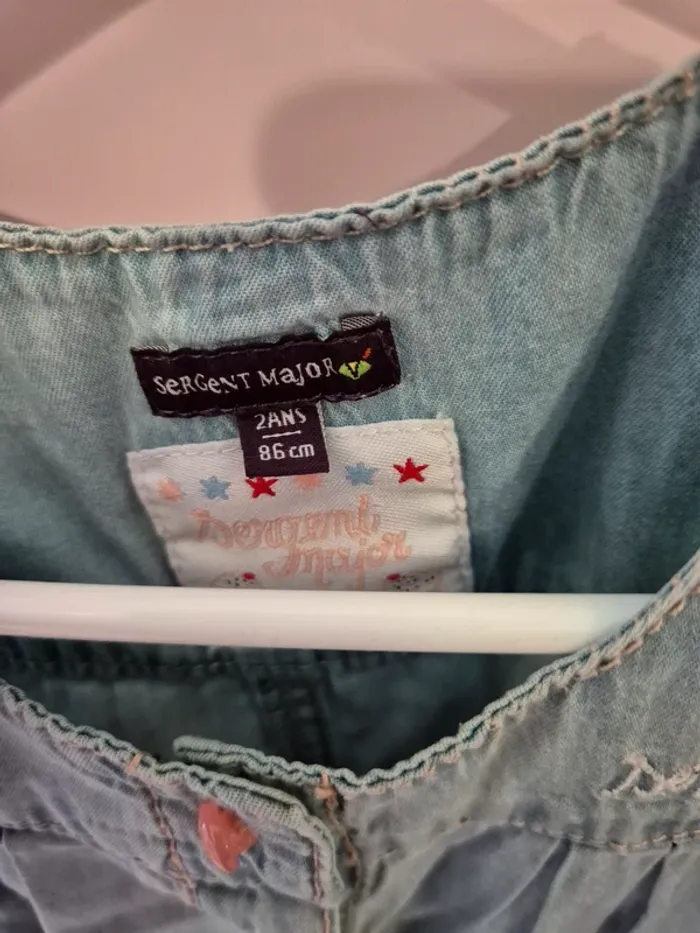 SeRGeNT MaJOR
2ANS
86cm
Sergent
Major